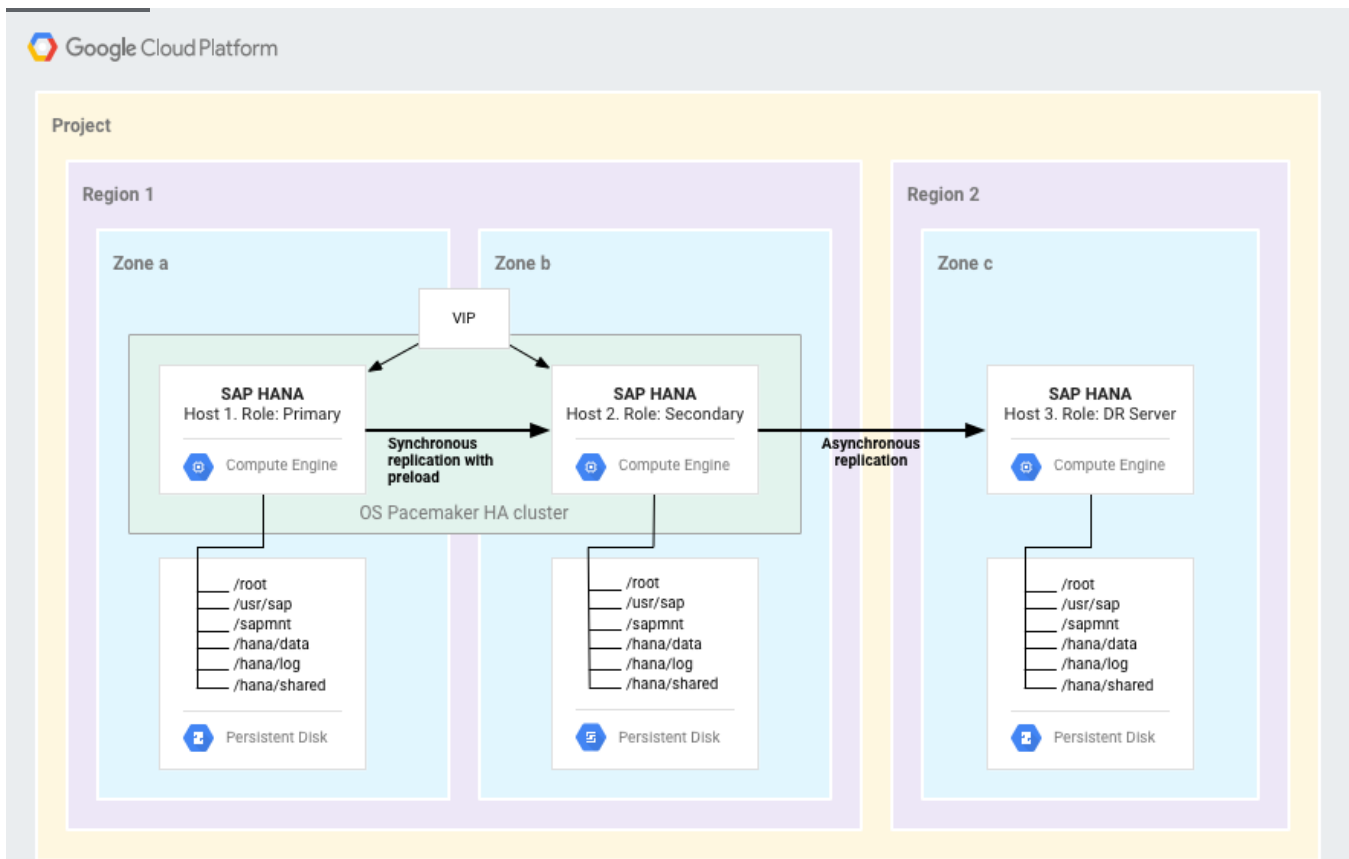 Google Cloud Platform
Project
Region 1
Region 2
Zone a
Zone b
Zone c
VIP
SAP HANA
Host 1. Role: Primary
Compute Engine
Synchronous
replication with
preload
SAP HANA
Host 2. Role: Secondary
Compute Engine
Asynchronous
replication
SAP HANA
Host 3. Role: DR Server
Compute Engine
OS Pacemaker HA cluster
/root
/usr/sap
/sapmnt
/hana/data
/hana/log
/hana/shared
Persistent Disk
/root
/usr/sap
/sapmnt
/hana/data
/hana/log
/hana/shared
Persistent Disk
/root
/usr/sap
/sapmnt
/hana/data
/hana/log
/hana/shared
Persistent Disk